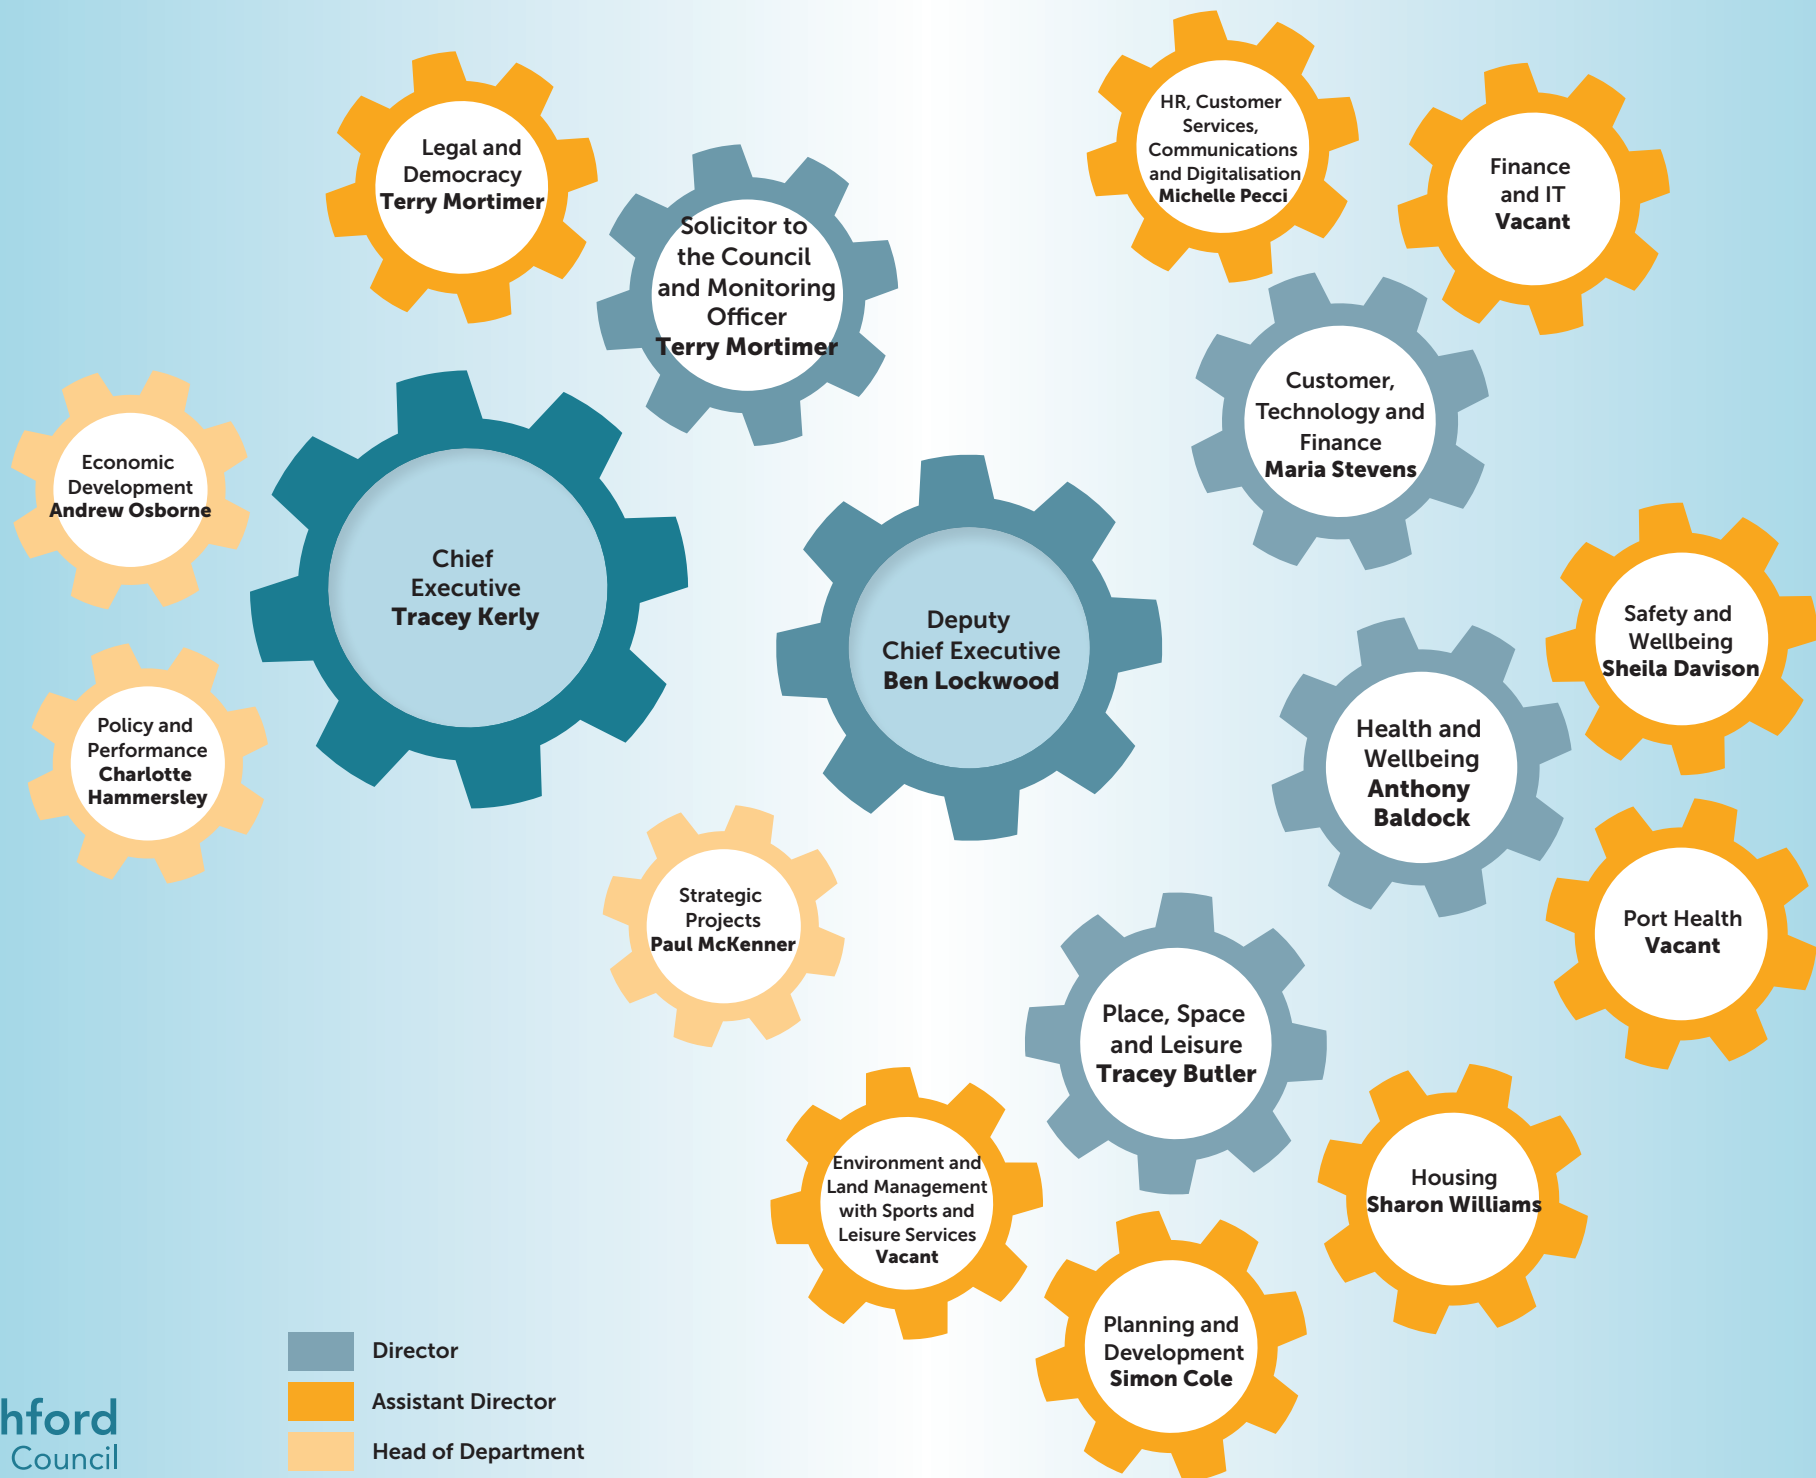 HR, Customer
Services,
Communications
and Digitalisation
Michelle Pecci
Finance
and IT
Vacant
Legal and
Democracy
Terry Mortimer
Solicitor to
the Council
and Monitoring
Officer
Terry Mortimer
Customer,
Technology and
Finance
Maria Stevens
Economic
Development
Andrew Osborne
Chief
Executive
Tracey Kerly
Deputy
Chief Executive
Ben Lockwood
Safety and
Wellbeing
Sheila Davison
Policy and
Performance
Charlotte
Hammersley
Health and
Wellbeing
Anthony
Baldock
Strategic
Projects
Paul McKenner
Port Health
Vacant
Place, Space
and Leisure
Tracey Butler
Environment and
Land Management
with Sports and
Leisure Services
Vacant
Housing
Sharon Williams
Planning and
Development
Simon Cole
Director
Assistant Director
Head of Department
hford
Council